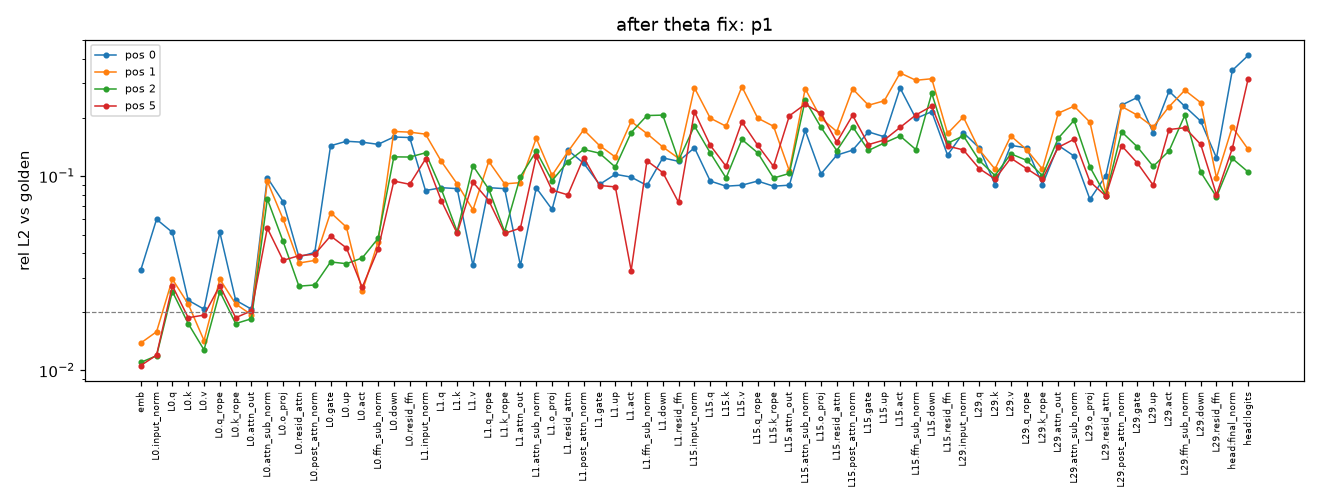 after theta fix: p1
rel L2 vs golden
10⁻¹
10⁻²
pos 0
pos 1
pos 2
pos 5
emb
L0.input_norm
L0.q
L0.k
L0.v
L0.q_rope
L0.k_rope
L0.attn_out
L0.attn_sub_norm
L0.o_proj
L0.resid_attn
L0.post_attn_norm
L0.gate
L0.up
L0.act
L0.ffn_sub_norm
L0.down
L0.resid_ffn
L1.input_norm
L1.q
L1.k
L1.v
L1.q_rope
L1.k_rope
L1.attn_out
L1.attn_sub_norm
L1.o_proj
L1.resid_attn
L1.post_attn_norm
L1.gate
L1.up
L1.act
L1.ffn_sub_norm
L1.down
L1.resid_ffn
L15.input_norm
L15.q
L15.k
L15.v
L15.q_rope
L15.k_rope
L15.attn_out
L15.attn_sub_norm
L15.o_proj
L15.resid_attn
L15.post_attn_norm
L15.gate
L15.up
L15.act
L15.ffn_sub_norm
L15.down
L15.resid_ffn
L29.input_norm
L29.q
L29.k
L29.v
L29.q_rope
L29.k_rope
L29.attn_out
L29.attn_sub_norm
L29.o_proj
L29.resid_attn
L29.post_attn_norm
L29.gate
L29.up
L29.act
L29.ffn_sub_norm
L29.down
L29.resid_ffn
head:final_norm
head:logits